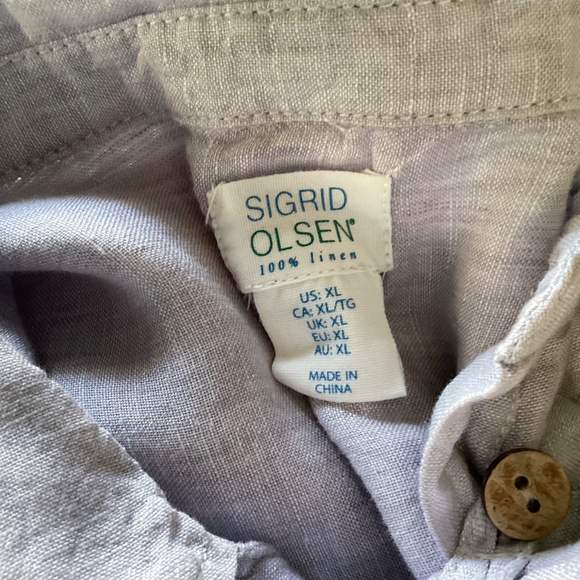 SIGRID
OLSEN®
100% linen
US: XL
CA: XL/TG
UK: XL
EU: XL
AU: XL
MADE IN
CHINA